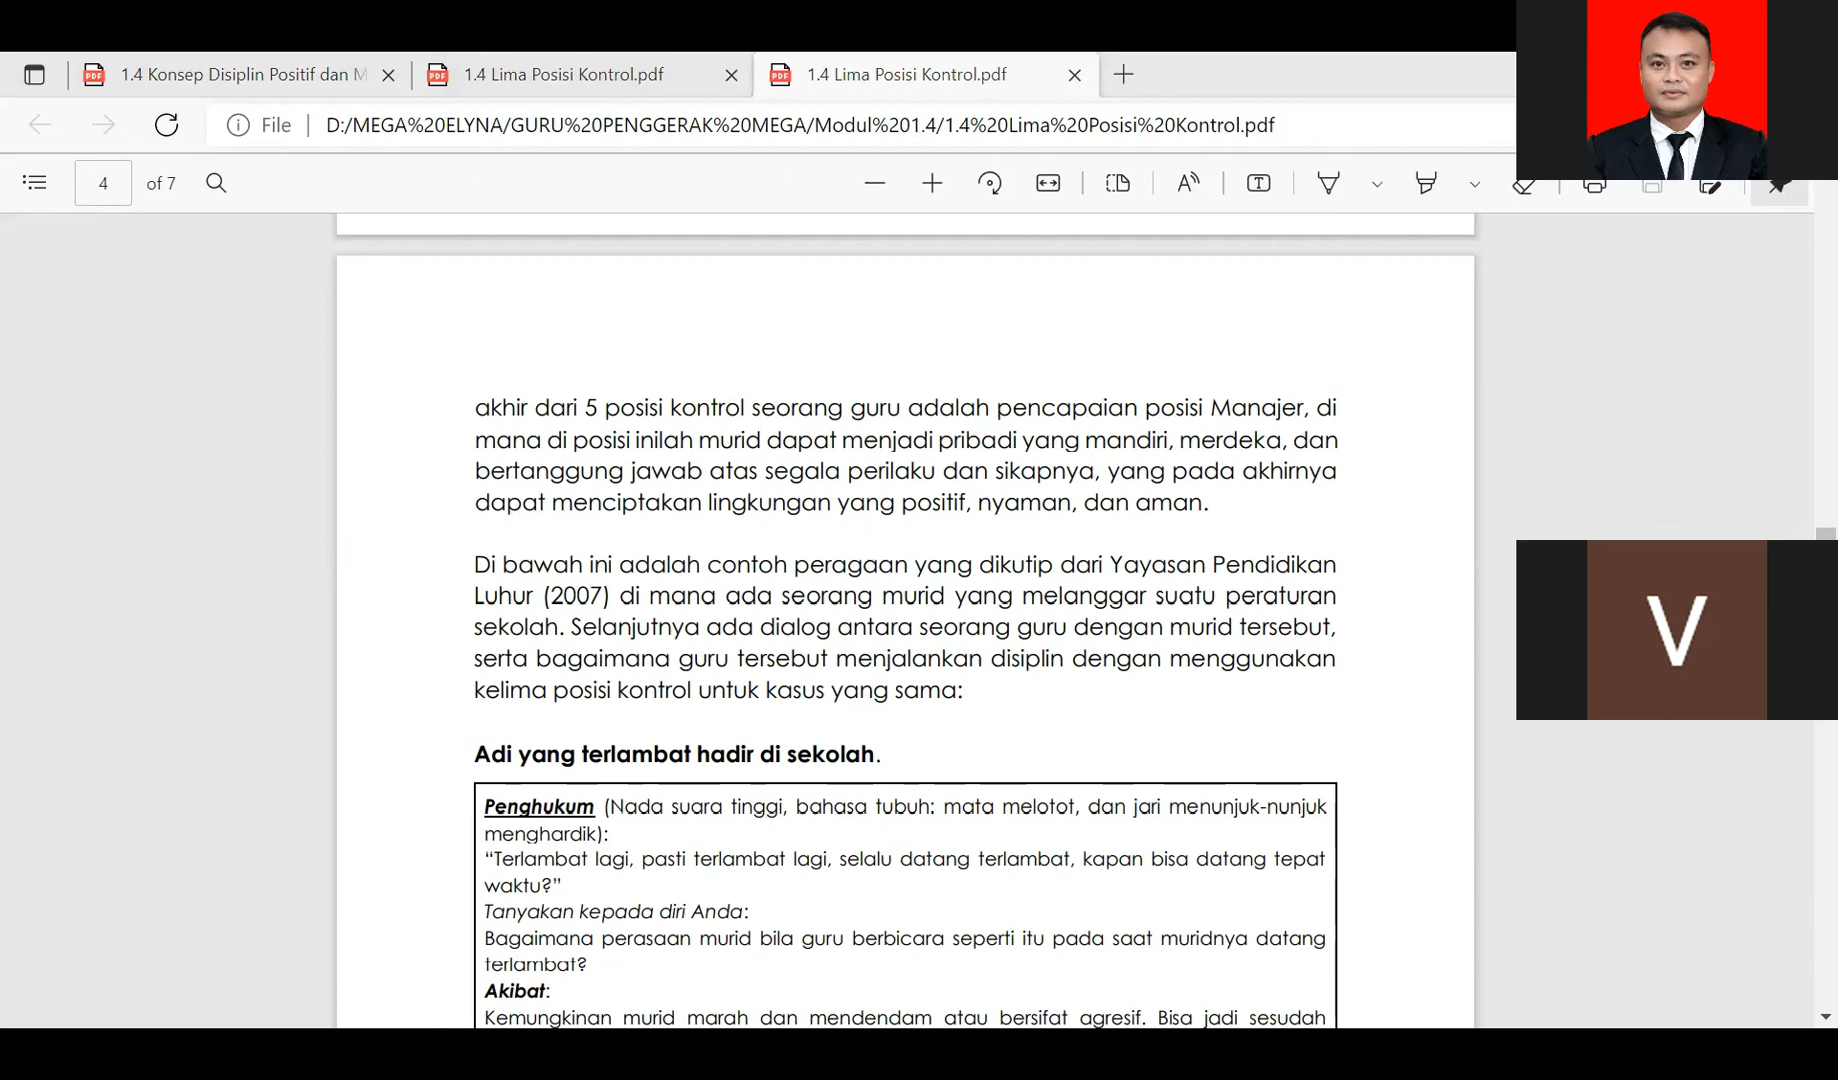 1.4 Konsep Disiplin Positif dan M
1.4 Lima Posisi Kontrol.pdf
1.4 Lima Posisi Kontrol.pdf
File
D:/MEGA%20ELYNA/GURU%20PENGGERAK%20MEGA/Modul%201.4/1.4%20Lima%20Posisi%20Kontrol.pdf
4 of 7
akhir dari 5 posisi kontrol seorang guru adalah pencapaian posisi Manajer, di
mana di posisi inilah murid dapat menjadi pribadi yang mandiri, merdeka, dan
bertanggung jawab atas segala perilaku dan sikapnya, yang pada akhirnya
dapat menciptakan lingkungan yang positif, nyaman, dan aman.
Di bawah ini adalah contoh peragaan yang dikutip dari Yayasan Pendidikan
Luhur (2007) di mana ada seorang murid yang melanggar suatu peraturan
sekolah. Selanjutnya ada dialog antara seorang guru dengan murid tersebut,
serta bagaimana guru tersebut menjalankan disiplin dengan menggunakan
kelima posisi kontrol untuk kasus yang sama:
Adi yang terlambat hadir di sekolah.
Penghukum (Nada suara tinggi, bahasa tubuh: mata melotot, dan jari menunjuk-nunjuk
menghardik):
“Terlambat lagi, pasti terlambat lagi, selalu datang terlambat, kapan bisa datang tepat
waktu?”
Tanyakan kepada diri Anda:
Bagaimana perasaan murid bila guru berbicara seperti itu pada saat muridnya datang
terlambat?
Akibat:
Kemungkinan murid marah dan mendendam atau bersifat agresif. Bisa jadi sesudah
V